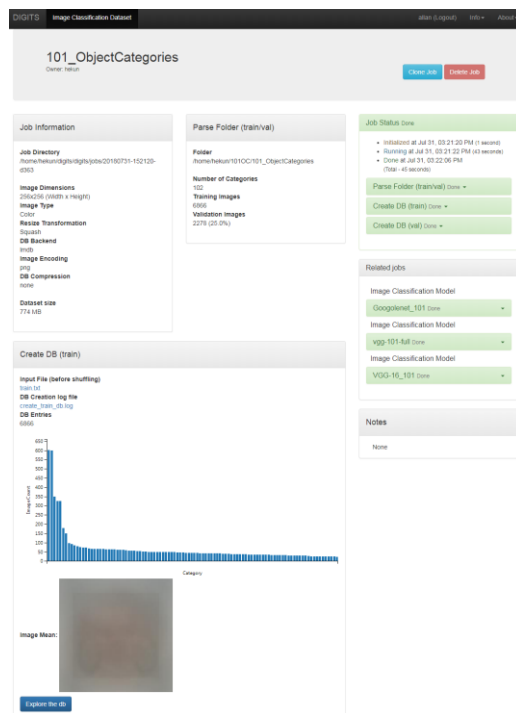 DIGITS Image Classification Dataset allan (Logout) Info About
101_ObjectCategories
Owner: hekun
Clone Job Delete Job
Job Information
Job Directory
/home/hekun/digits/digits/jobs/20180731-152120-
d363
Image Dimensions
256x256 (Width x Height)
Image Type
Color
Resize Transformation
Squash
DB Backend
lmdb
Image Encoding
png
DB Compression
none
Dataset size
774 MB
Parse Folder (train/val)
Folder
/home/hekun/101OC/101_ObjectCategories
Number of Categories
102
Training Images
6866
Validation Images
2278 (25.0%)
Job Status Done
Initialized at Jul 31, 03:21:20 PM (1 second)
Running at Jul 31, 03:21:22 PM (43 seconds)
Done at Jul 31, 03:22:06 PM
(Total - 45 seconds)
Parse Folder (train/val) Done
Create DB (train) Done
Create DB (val) Done
Related jobs
Image Classification Model
Googolenet_101 Done
Image Classification Model
vgg-101-full Done
Image Classification Model
VGG-16_101 Done
Notes
None
Create DB (train)
Input File (before shuffling)
train.txt
DB Creation log file
create_train_db.log
DB Entries
6866
650
600
550
500
450
400
350
300
250
200
150
100
50
0
ImageCount
Category
Image Mean:
Explore the db